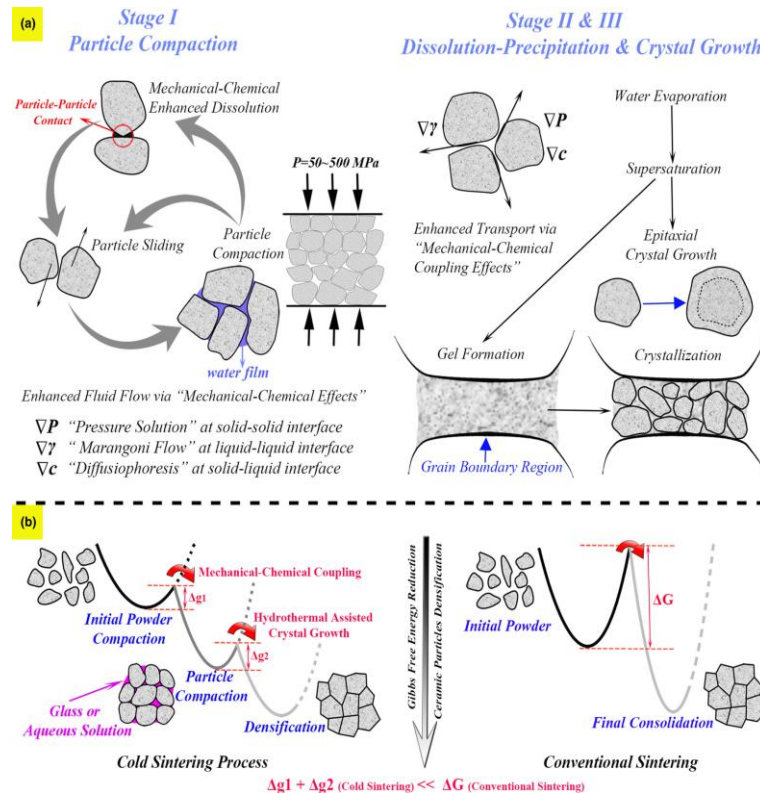 (a)
Stage I
Particle Compaction
Mechanical-Chemical
Enhanced Dissolution
Particle-Particle
Contact
Particle Sliding
Particle
Compaction
water film
P=50~500 MPa
Enhanced Fluid Flow via "Mechanical-Chemical Effects"
∇P "Pressure Solution" at solid-solid interface
∇γ " Marangoni Flow" at liquid-liquid interface
∇c "Diffusiophoresis" at solid-liquid interface
Stage II & III
Dissolution-Precipitation & Crystal Growth
∇γ
∇P
∇c
Enhanced Transport via
"Mechanical-Chemical
Coupling Effects"
Water Evaporation
Supersaturation
Epitaxial
Crystal Growth
Gel Formation
Crystallization
Grain Boundary Region
(b)
Mechanical-Chemical Coupling
Δg1
Initial Powder
Compaction
Hydrothermal Assisted
Crystal Growth
Δg2
Particle
Compaction
Glass or
Aqueous Solution
Densification
Cold Sintering Process
Gibbs Free Energy Reduction
Ceramic Particles Densification
Initial Powder
ΔG
Final Consolidation
Conventional Sintering
Δg1 + Δg2 (Cold Sintering) << ΔG (Conventional Sintering)